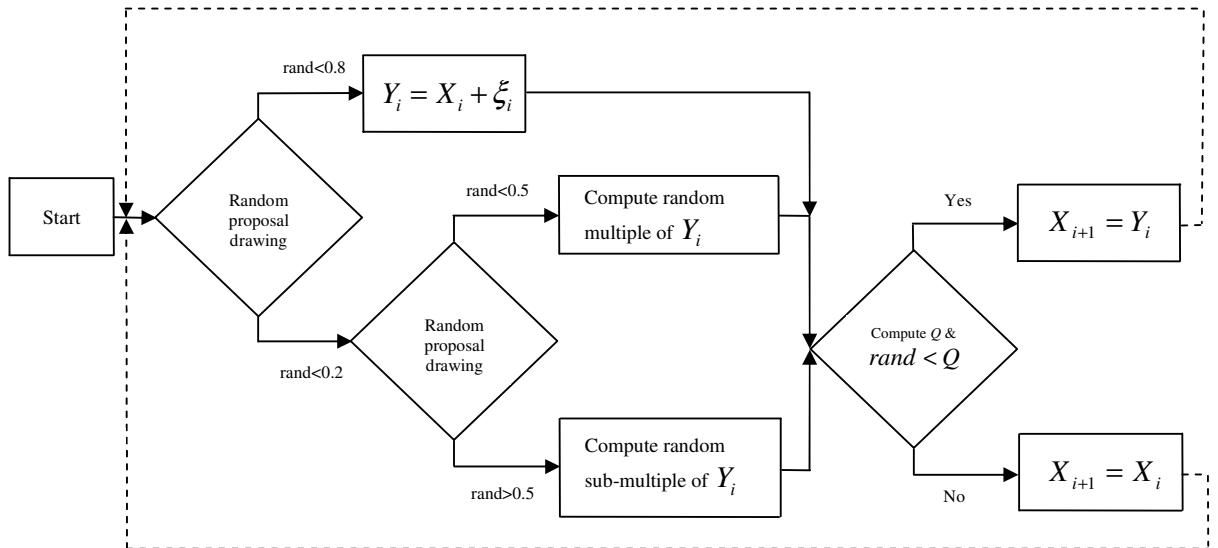 Start
Random
proposal
drawing
rand<0.8
Y_i = X_i + ξ_i
rand<0.2
Random
proposal
drawing
rand<0.5
Compute random
multiple of Y_i
rand>0.5
Compute random
sub-multiple of Y_i
Compute Q &
rand < Q
Yes
X_{i+1} = Y_i
No
X_{i+1} = X_i